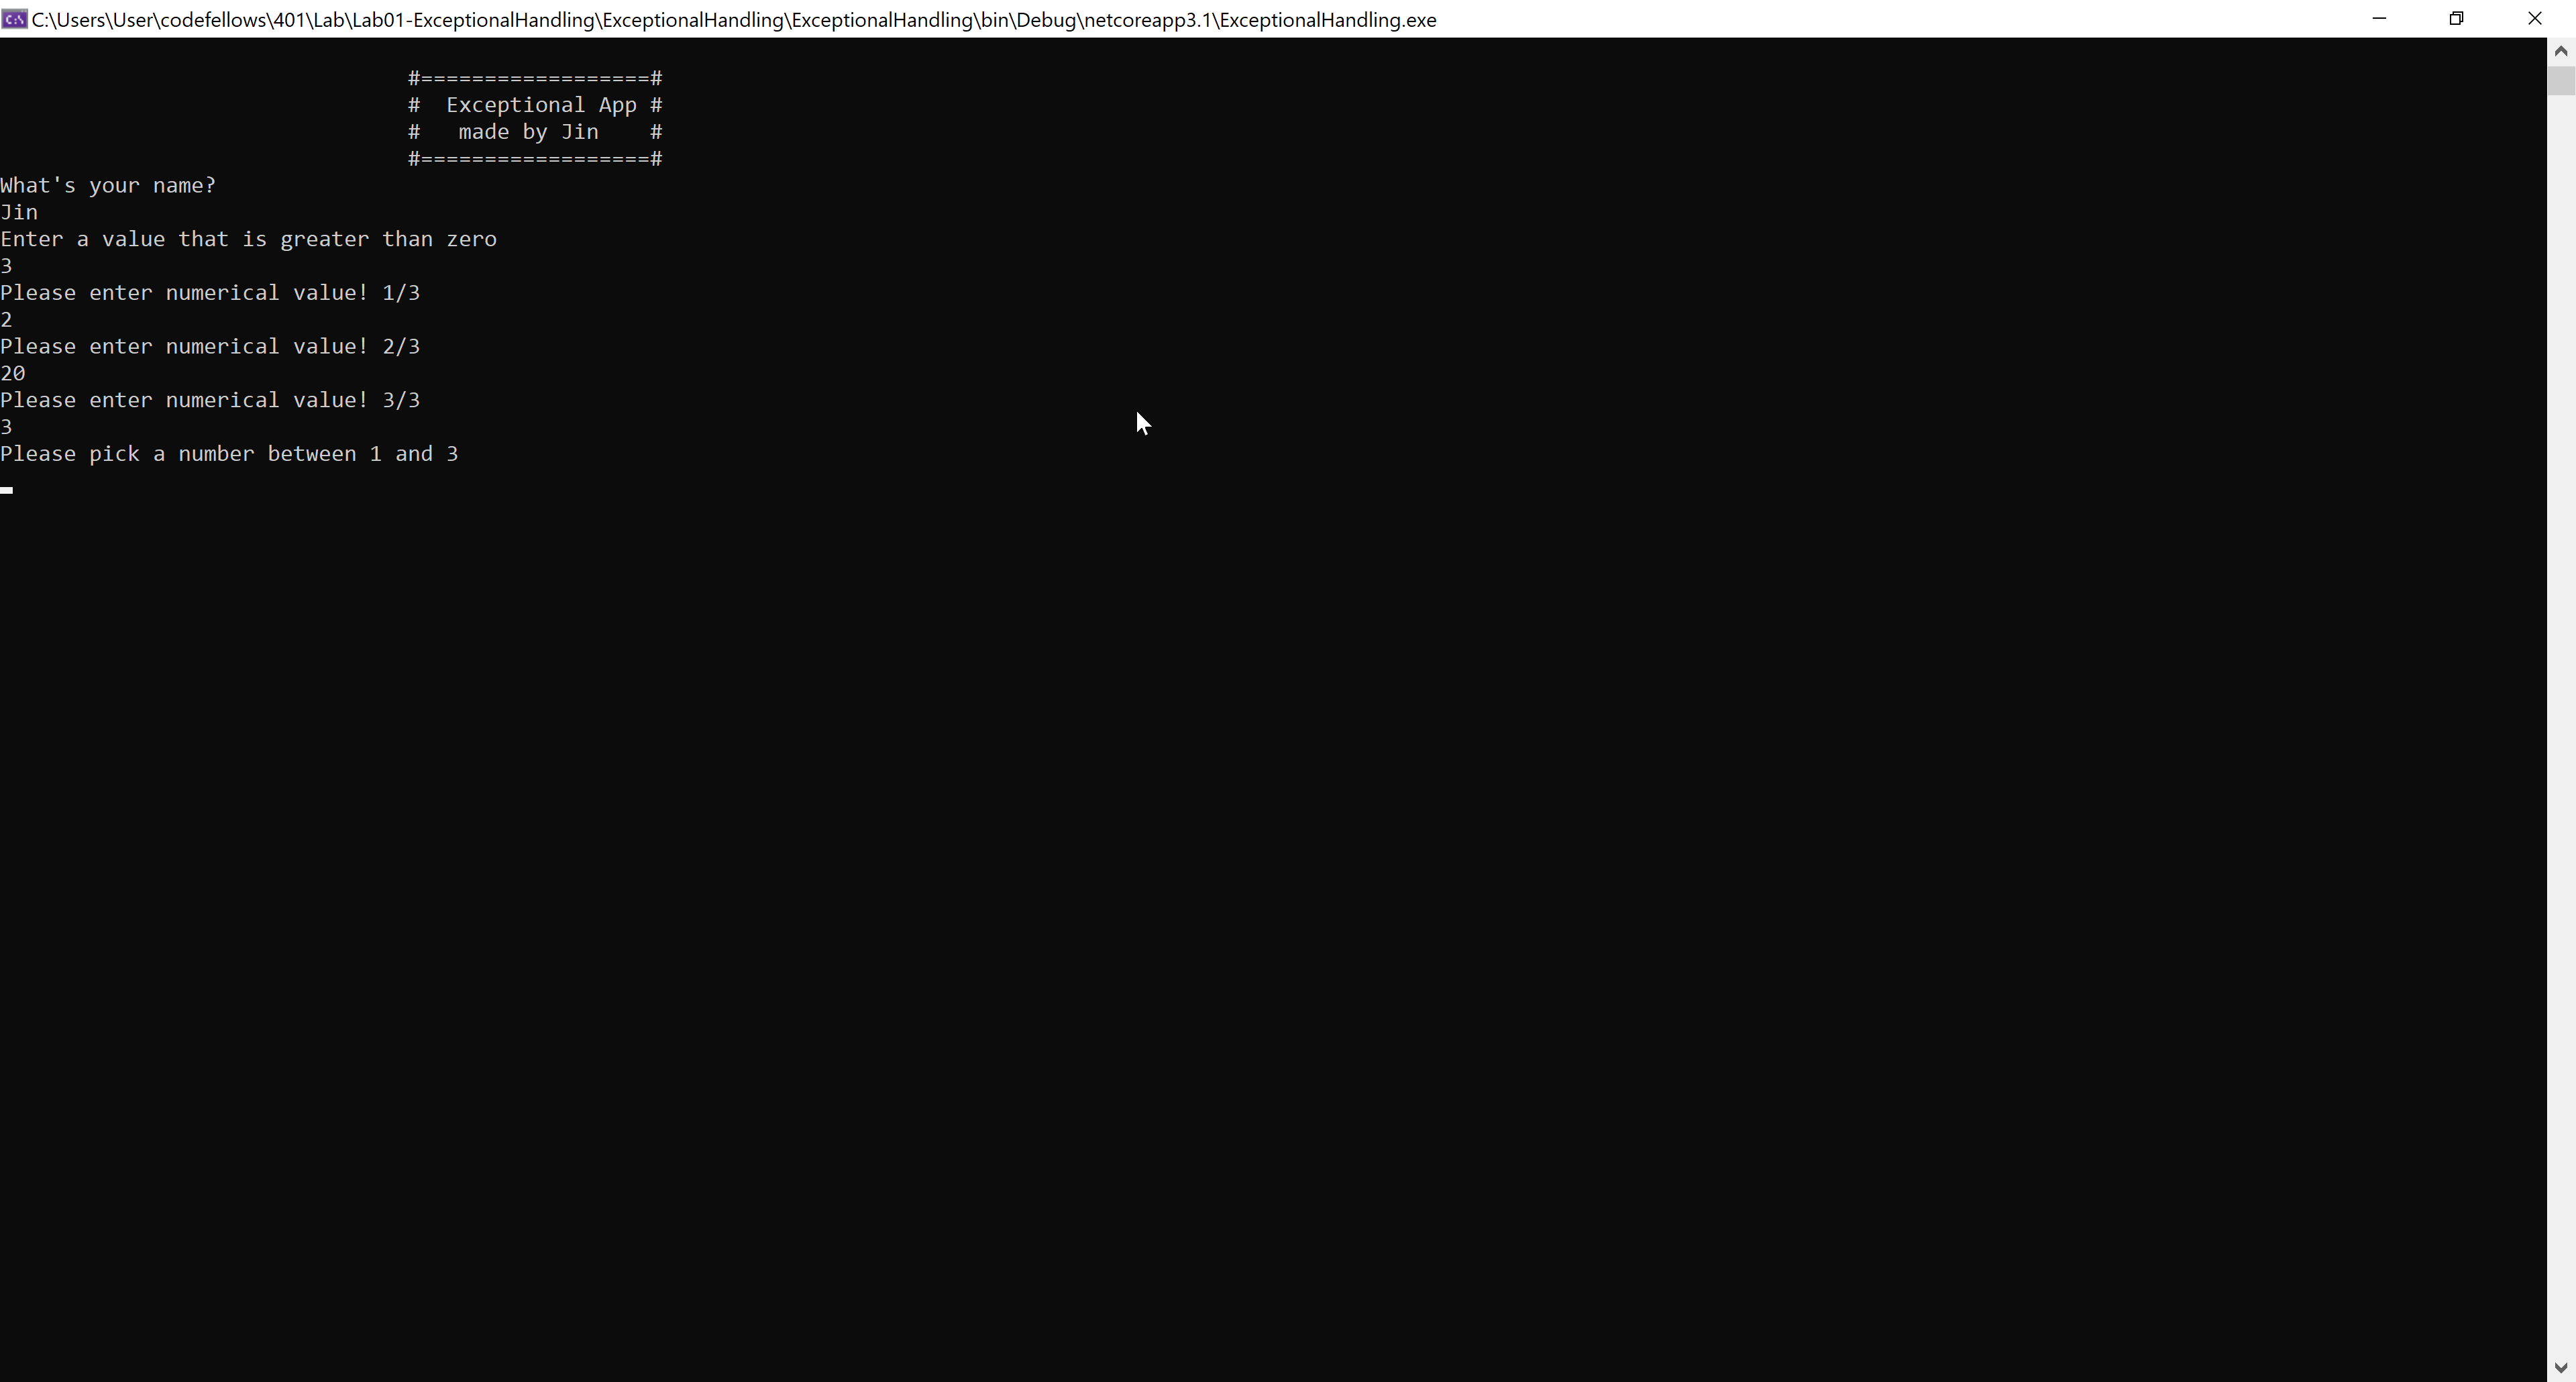 C:\Users\User\codefellows\401\Lab\Lab01-ExceptionalHandling\ExceptionalHandling\ExceptionalHandling\bin\Debug\netcoreapp3.1\ExceptionalHandling.exe
#==================#
#  Exceptional App #
#   made by Jin    #
#==================#
What's your name?
Jin
Enter a value that is greater than zero
3
Please enter numerical value! 1/3
2
Please enter numerical value! 2/3
20
Please enter numerical value! 3/3
3
Please pick a number between 1 and 3